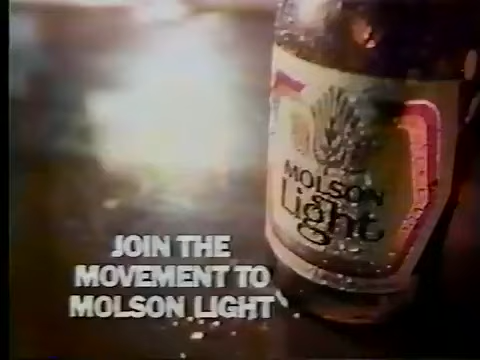 MOLSON
Light
JOIN THE
MOVEMENT TO
MOLSON LIGHT